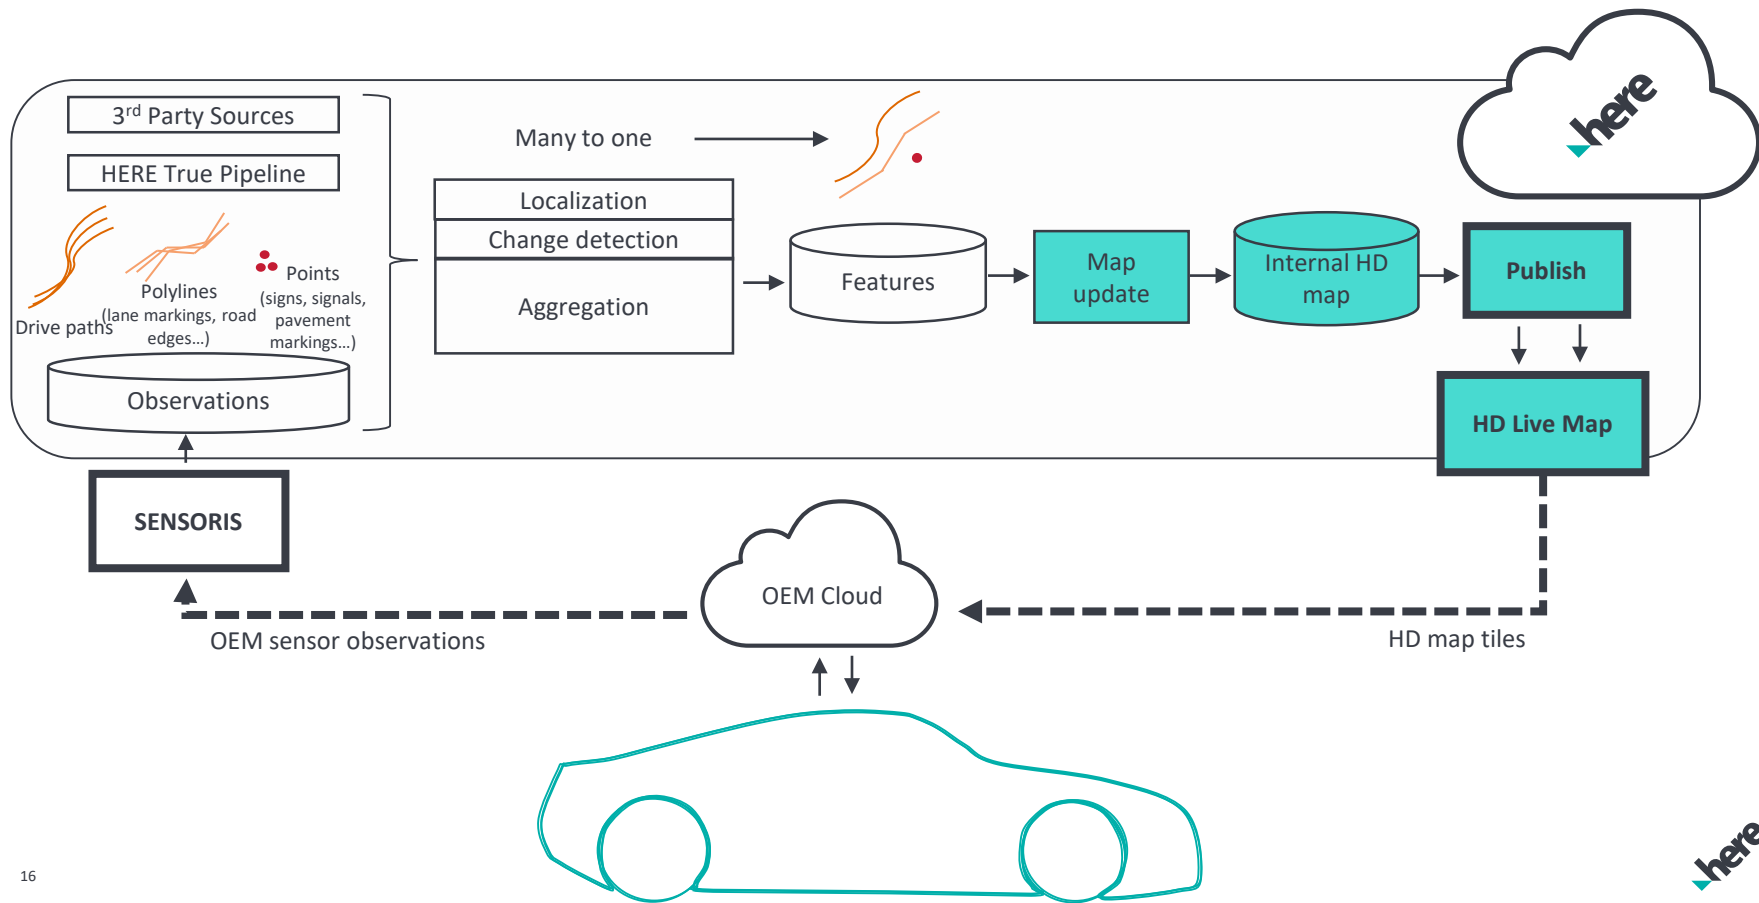 here
3rd Party Sources
HERE True Pipeline
Many to one
Localization
Change detection
Aggregation
Drive paths
Polylines
(lane markings, road
edges…)
Points
(signs, signals,
pavement
markings…)
Observations
Features
Map
update
Internal HD
map
Publish
HD Live Map
SENSORIS
OEM Cloud
OEM sensor observations
HD map tiles
16
here